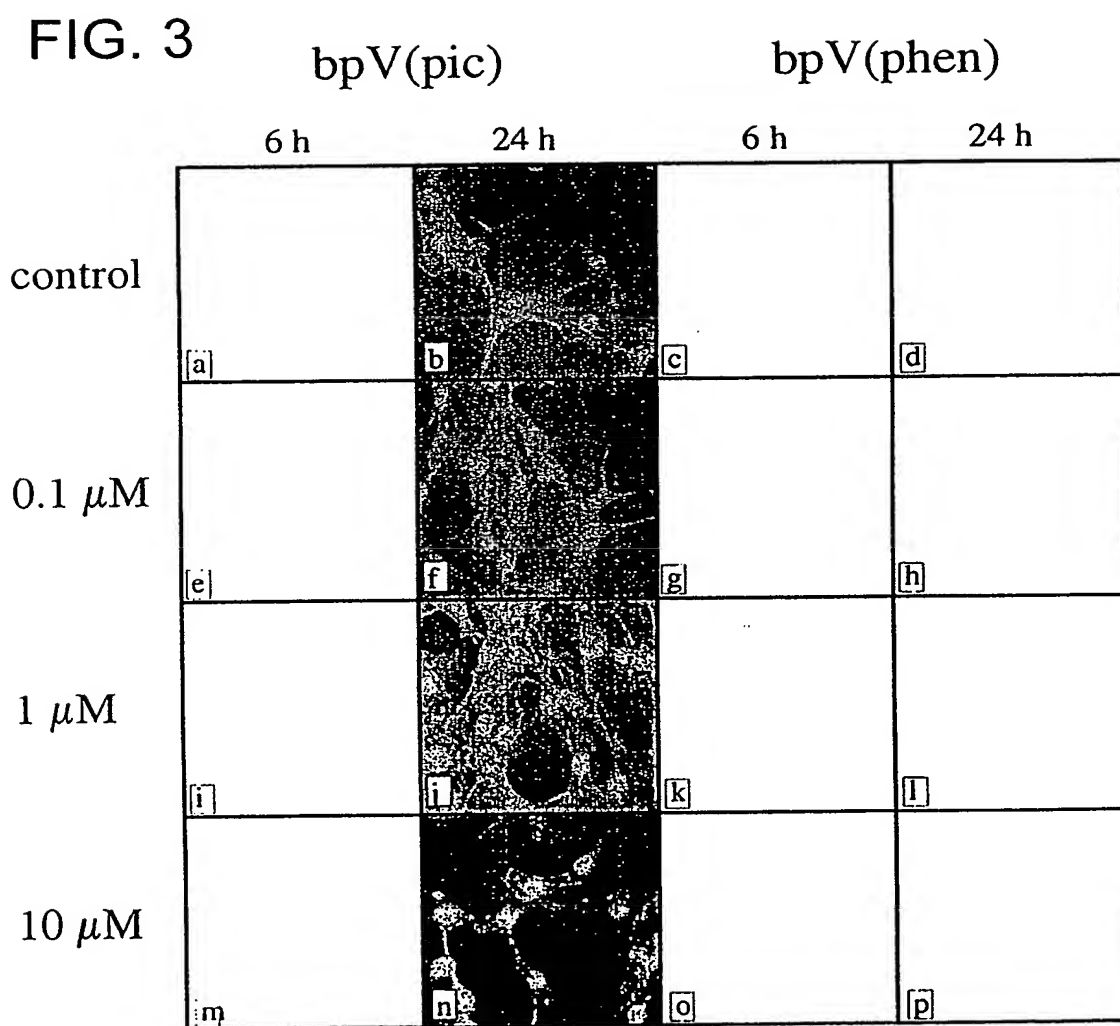 FIG. 3
bpV(pic) bpV(phen)
6 h 24 h 6 h 24 h
control
a b c d
0.1 μM
e f g h
1 μM
i j k l
10 μM
m n o p